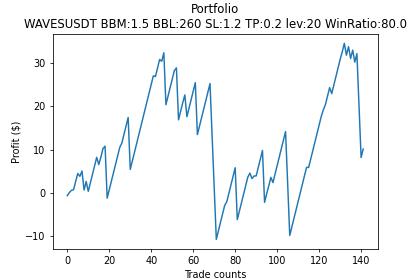 Portfolio
WAVESUSDT BBM:1.5 BBL:260 SL:1.2 TP:0.2 lev:20 WinRatio:80.0
Profit ($)
30
20
10
0
−10
0 20 40 60 80 100 120 140
Trade counts